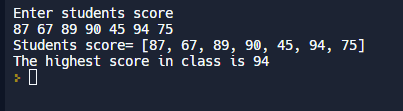 Enter students score
87 67 89 90 45 94 75
Students score= [87, 67, 89, 90, 45, 94, 75]
The highest score in class is 94
>